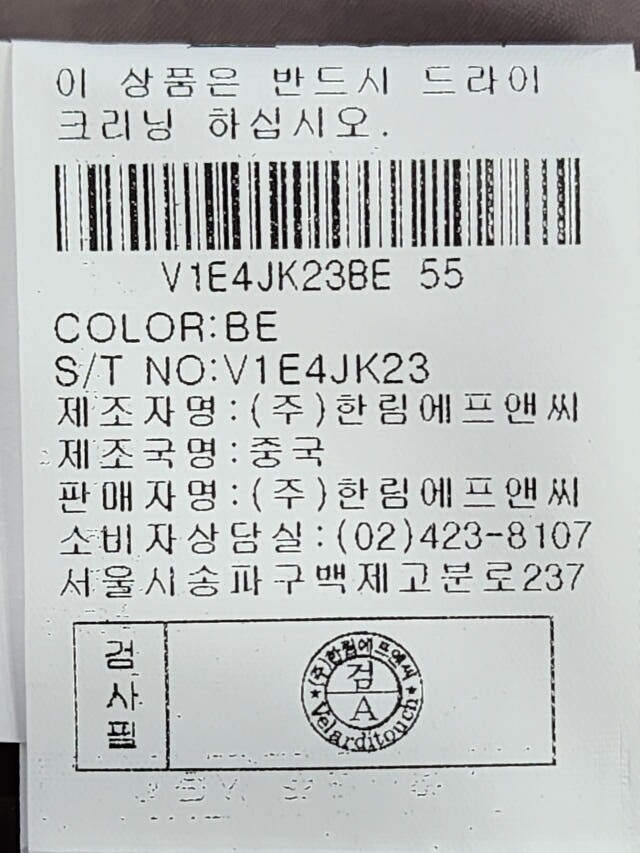 이 상품은 반드시 드라이
크리닝 하십시오.
V1E4JK23BE 55
COLOR:BE
S/T NO:V1E4JK23
제조자명:(주)한림에프앤씨
제조국명:중국
판매자명:(주)한림에프앤씨
소비자상담실:(02)423-8107
서울시송파구백제고분로237
검사필
(주)한림에프앤씨
검
A
Velarditouch